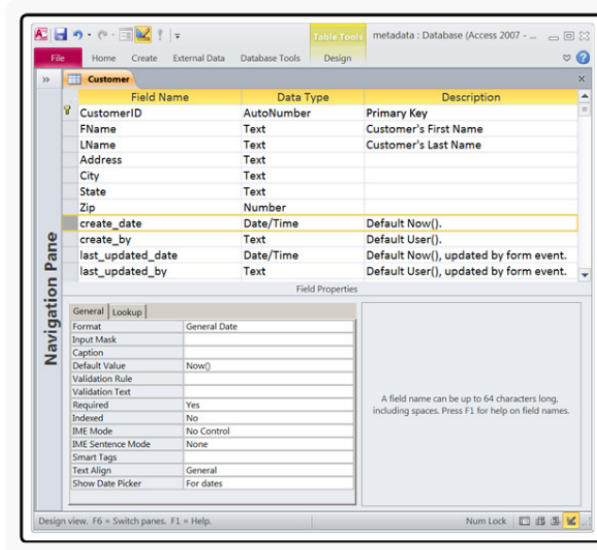 Table Tools metadata : Database (Access 2007 - ...
File Home Create External Data Database Tools Design
Customer
Field Name Data Type Description
CustomerID AutoNumber Primary Key
FName Text Customer's First Name
LName Text Customer's Last Name
Address Text
City Text
State Text
Zip Number
create_date Date/Time Default Now().
create_by Text Default User().
last_updated_date Date/Time Default Now(), updated by form event.
last_updated_by Text Default User(), updated by form event.
Navigation Pane
Field Properties
General Lookup
Format General Date
Input Mask
Caption
Default Value Now()
Validation Rule
Validation Text
Required Yes
Indexed No
IME Mode No Control
IME Sentence Mode None
Smart Tags
Text Align General
Show Date Picker For dates
A field name can be up to 64 characters long,
including spaces. Press F1 for help on field names.
Design view. F6 = Switch panes. F1 = Help. Num Lock